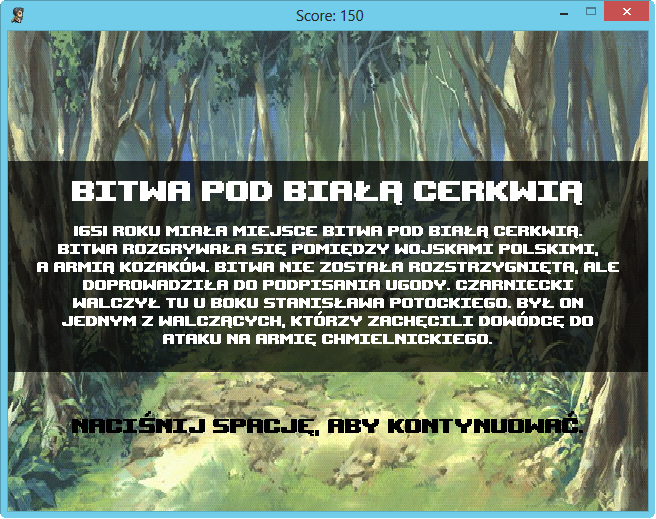 Score: 150
BITWA POD BIAŁĄ CERKWIĄ
1651 ROKU MIAŁA MIEJSCE BITWA POD BIAŁĄ CERKWIĄ.
BITWA ROZGRYWAŁA SIĘ POMIĘDZY WOJSKAMI POLSKIMI,
A ARMIĄ KOZAKÓW. BITWA NIE ZOSTAŁA ROZSTRZYGNIĘTA, ALE
DOPROWADZIŁA DO PODPISANIA UGODY. CZARNIECKI
WALCZYŁ TU U BOKU STANISŁAWA POTOCKIEGO. BYŁ ON
JEDNYM Z WALCZĄCYCH, KTÓRZY ZACHĘCILI DOWÓDCĘ DO
ATAKU NA ARMIĘ CHMIELNICKIEGO.
NACIŚNIJ SPACJĘ, ABY KONTYNUOWAĆ.